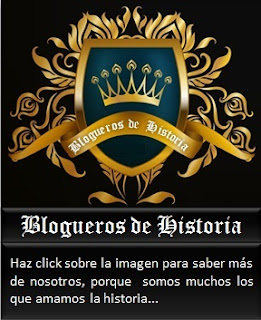 Blogueros de Historia
Blogueros de Historia
Haz click sobre la imagen para saber más
de nosotros, porque somos muchos los
que amamos la historia...